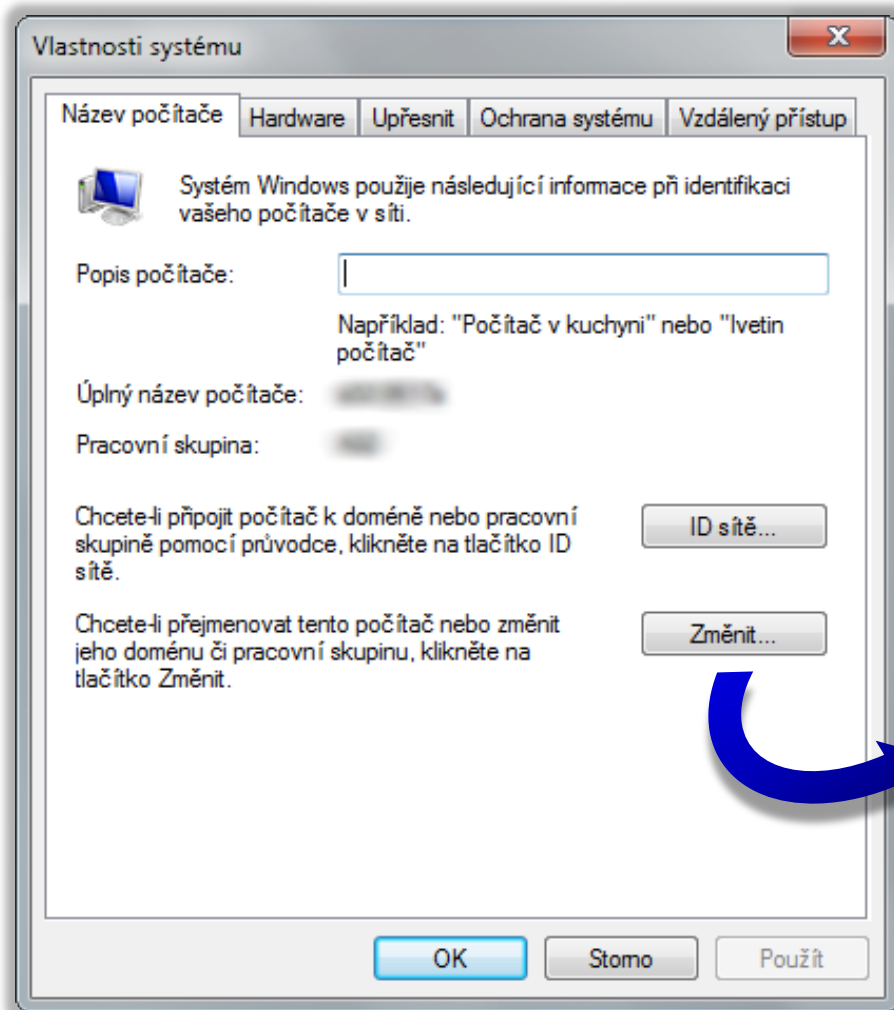 Vlastnosti systému
Název počítače Hardware Upřesnit Ochrana systému Vzdálený přístup
Systém Windows použije následující informace při identifikaci
vašeho počítače v síti.
Popis počítače:
Například: "Počítač v kuchyni" nebo "Ivetin
počítač"
Úplný název počítače:
Pracovní skupina:
Chcete-li připojit počítač k doméně nebo pracovní
skupině pomocí průvodce, klikněte na tlačítko ID
sítě.
ID sítě...
Chcete-li přejmenovat tento počítač nebo změnit
jeho doménu či pracovní skupinu, klikněte na
tlačítko Změnit.
Změnit...
OK Storno Použít